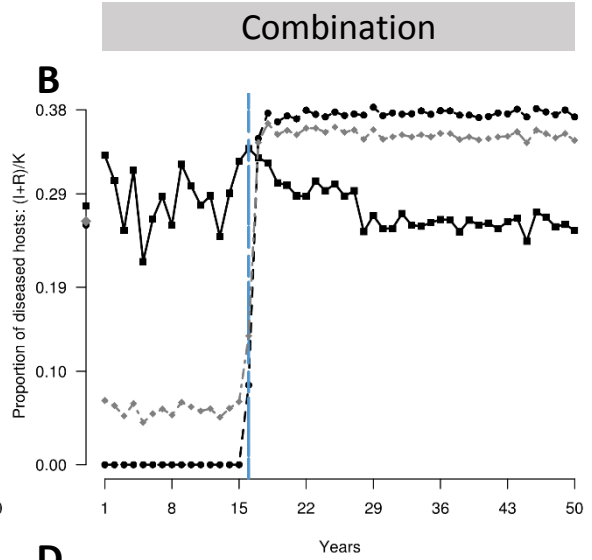 Combination
B
0.38
0.29
0.19
0.10
0.00
Proportion of diseased hosts: (I+R)/K
1 8 15 22 29 36 43 50
Years